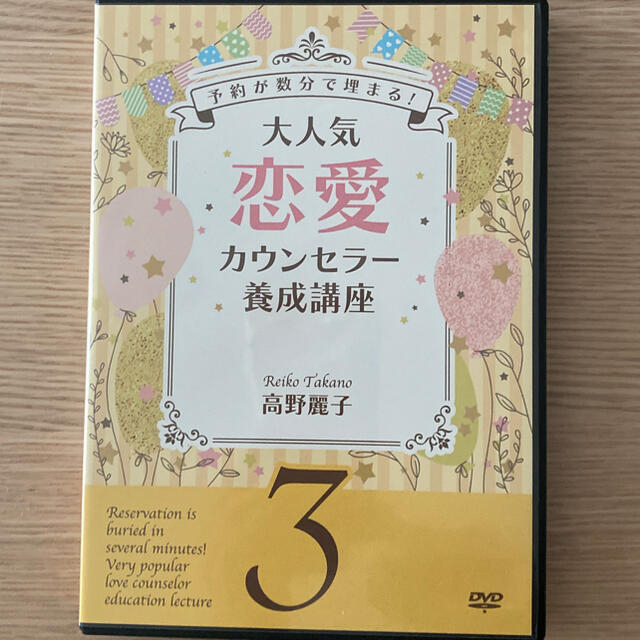 予約が数分で埋まる!
大人気
恋愛
カウンセラー
養成講座
Reiko Takano
高野麗子
3
Reservation is
buried in
several minutes!
Very popular
love counselor
education lecture
DVD